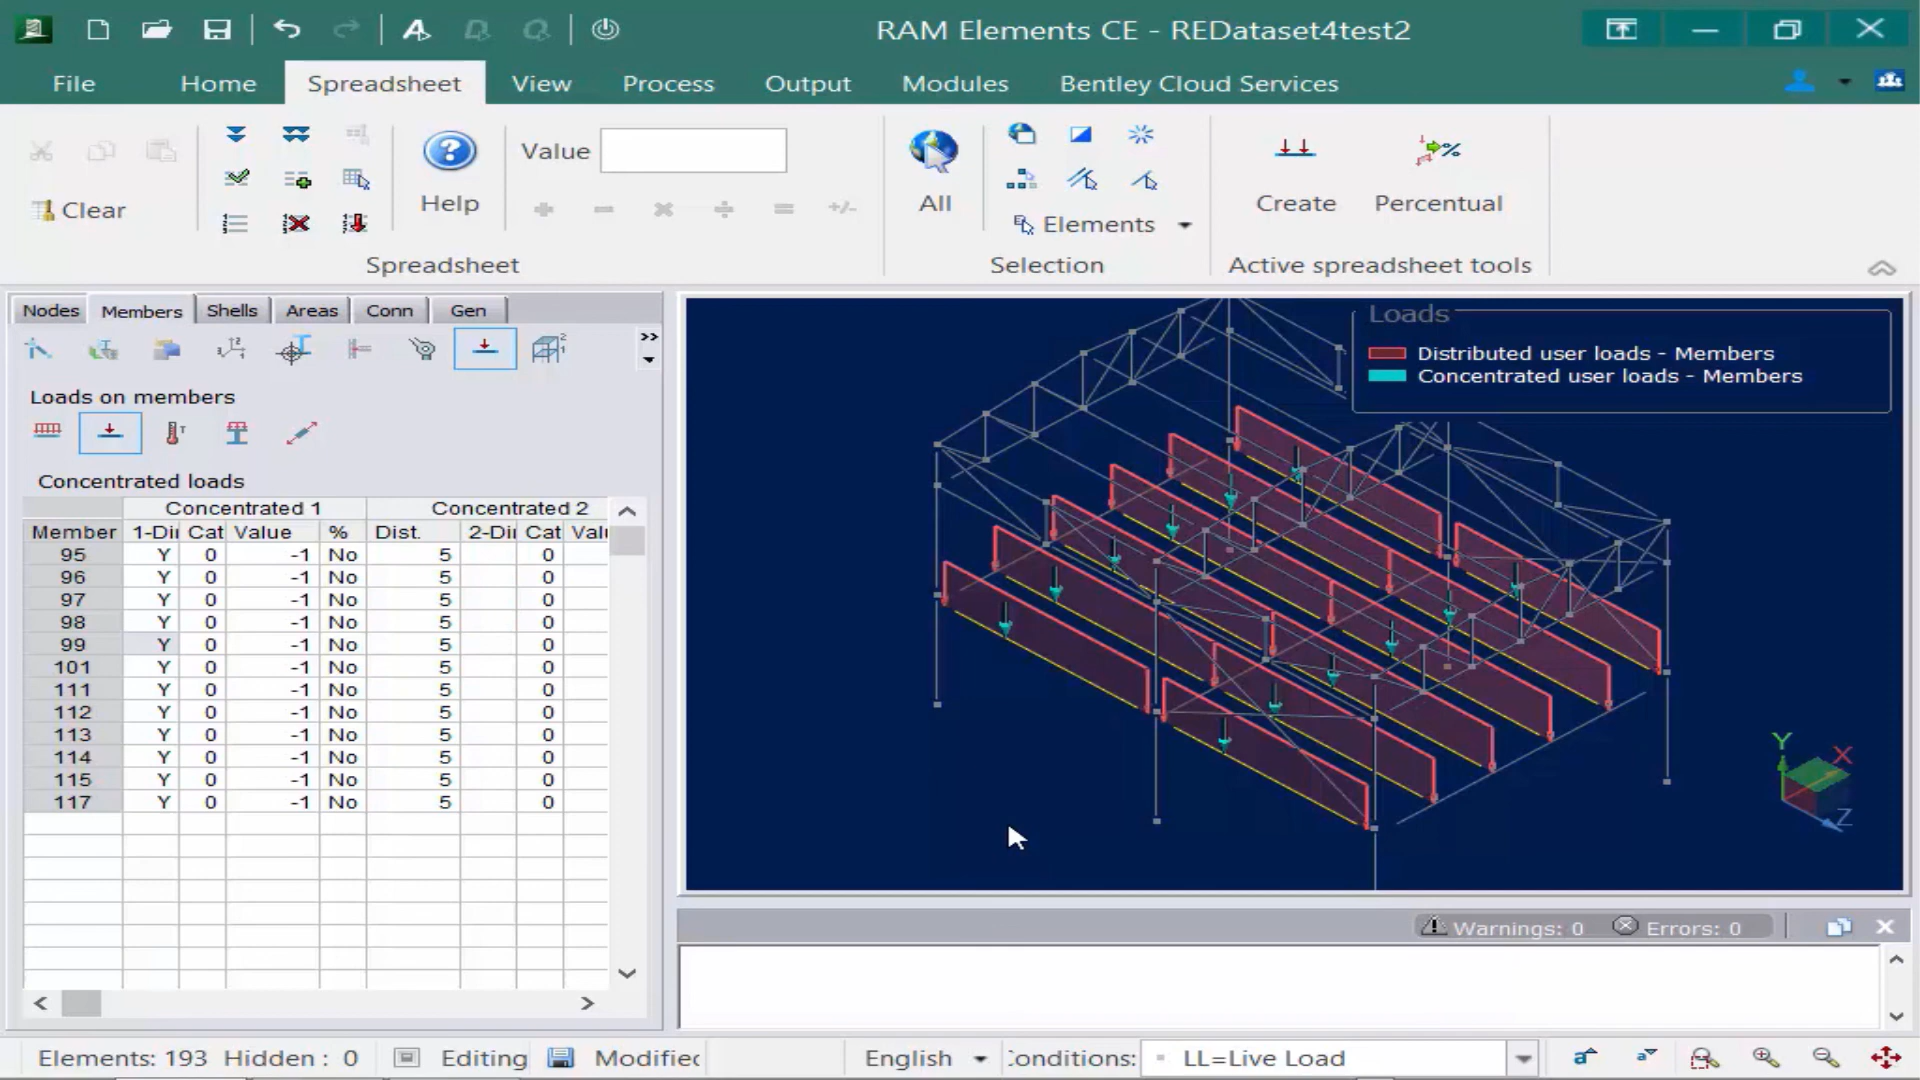 RAM Elements CE - REDataset4test2
File Home Spreadsheet View Process Output Modules Bentley Cloud Services
Clear
Help
Value
All
Elements
Create
Percentual
Spreadsheet
Selection
Active spreadsheet tools
Nodes Members Shells Areas Conn Gen
Loads on members
Concentrated loads
Concentrated 1 Concentrated 2
Member 1-Di Cat Value % Dist. 2-Di Cat Valu
95 Y 0 -1 No 5 0
96 Y 0 -1 No 5 0
97 Y 0 -1 No 5 0
98 Y 0 -1 No 5 0
99 Y 0 -1 No 5 0
101 Y 0 -1 No 5 0
111 Y 0 -1 No 5 0
112 Y 0 -1 No 5 0
113 Y 0 -1 No 5 0
114 Y 0 -1 No 5 0
115 Y 0 -1 No 5 0
117 Y 0 -1 No 5 0
Loads
Distributed user loads - Members
Concentrated user loads - Members
Y X
Z
Warnings: 0 Errors: 0
Elements: 193 Hidden : 0 Editing Modified English Conditions: LL=Live Load